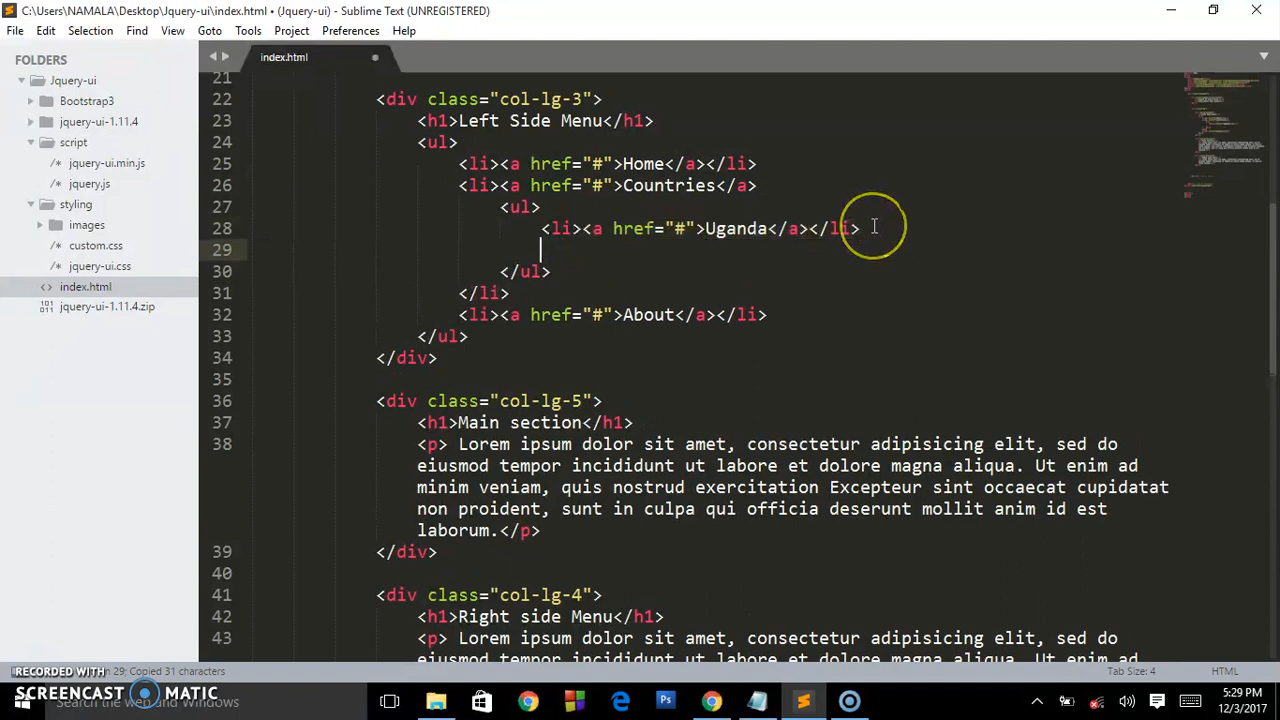 C:\Users\NAMALA\Desktop\Jquery-ui\index.html • (Jquery-ui) - Sublime Text (UNREGISTERED)
File Edit Selection Find View Goto Tools Project Preferences Help
FOLDERS
Jquery-ui
Bootstrap3
jquery-ui-1.11.4
script
/* jquery-ui.min.js
/* jquery.js
styling
images
/* custom.css
/* jquery-ui.css
<> index.html
jquery-ui-1.11.4.zip
index.html
21
22 <div class="col-lg-3">
23 <h1>Left Side Menu</h1>
24 <ul>
25 <li><a href="#">Home</a></li>
26 <li><a href="#">Countries</a>
27 <ul>
28 <li><a href="#">Uganda</a></li>
29
30 </ul>
31 </li>
32 <li><a href="#">About</a></li>
33 </ul>
34 </div>
35
36 <div class="col-lg-5">
37 <h1>Main section</h1>
38 <p> Lorem ipsum dolor sit amet, consectetur adipisicing elit, sed do
eiusmod tempor incididunt ut labore et dolore magna aliqua. Ut enim ad
minim veniam, quis nostrud exercitation Excepteur sint occaecat cupidatat
non proident, sunt in culpa qui officia deserunt mollit anim id est
laborum.</p>
39 </div>
40
41 <div class="col-lg-4">
42 <h1>Right side Menu</h1>
43 <p> Lorem ipsum dolor sit amet, consectetur adipisicing elit, sed do
29; Copied 31 characters
Tab Size: 4
HTML
RECORDED WITH
SCREENCAST MATIC
and Windows
5:29 PM
12/3/2017